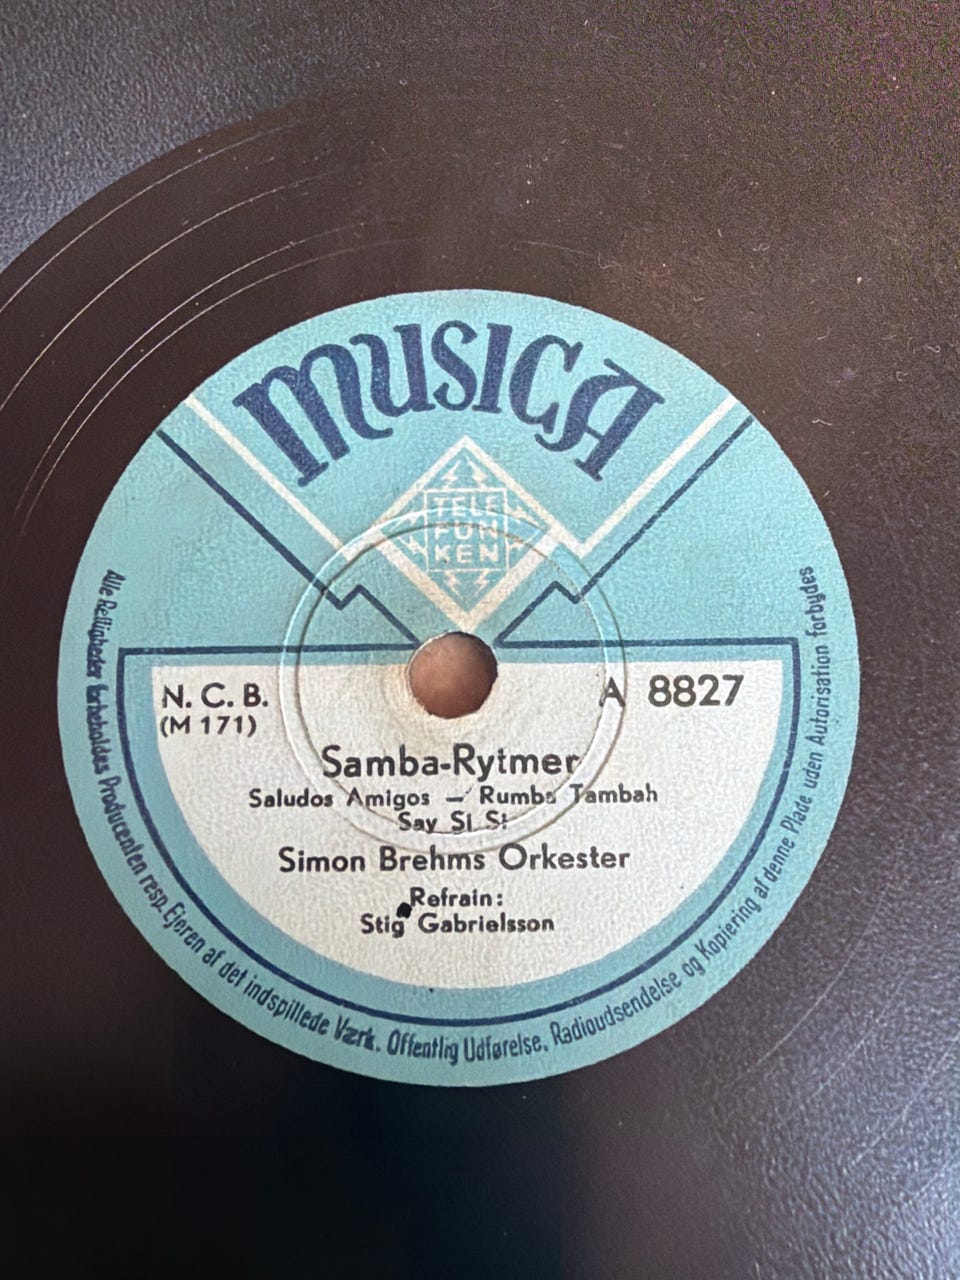 MUSICA
TELE
FUN
KEN
N. C. B.
(M 171)
A 8827
Samba-Rytmer
Saludos Amigos — Rumba Tambah
Say Si Si
Simon Brehms Orkester
Refrain:
Stig Gabrielsson
Alle Rettigheder forbeholdes Producenten resp. Ejeren af det indspillede Værk. Offentlig Udførelse, Radioudsendelse og Kopiering af denne Plade uden Autorisation forbydes